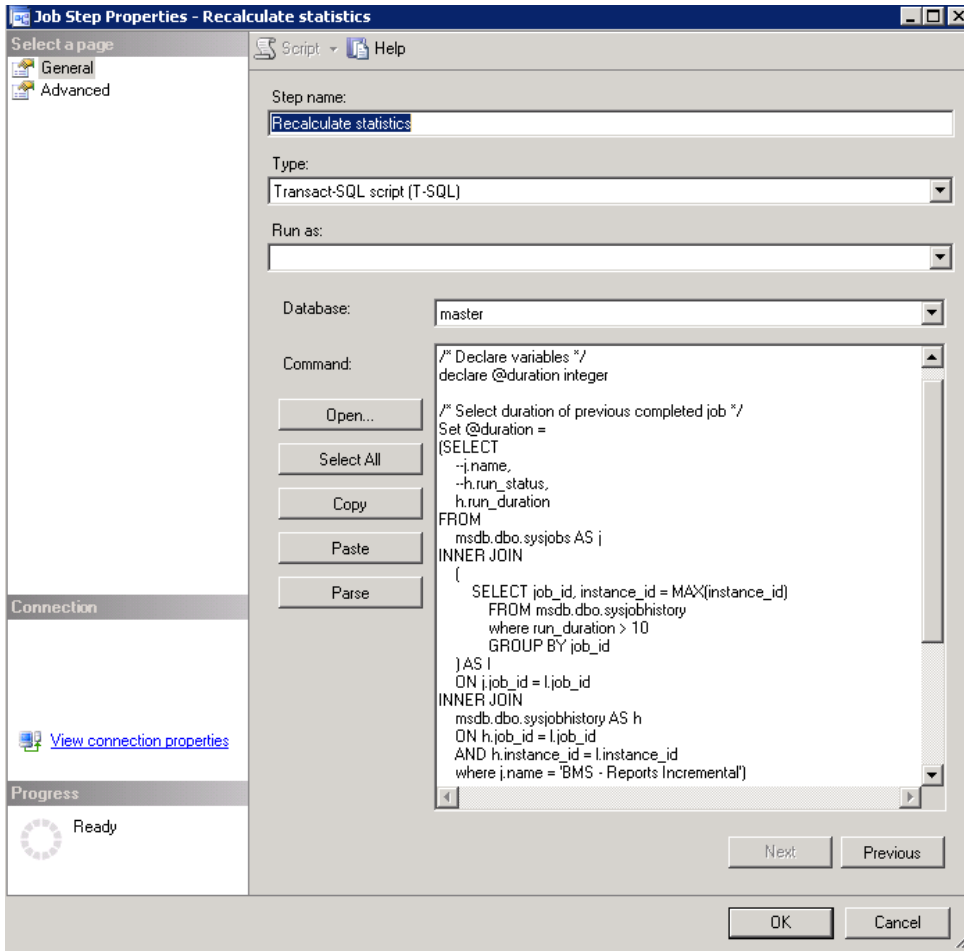 Job Step Properties - Recalculate statistics
Select a page
General
Advanced
Script
Help
Step name:
Recalculate statistics
Type:
Transact-SQL script (T-SQL)
Run as:
Database:
master
Command:
Open...
Select All
Copy
Paste
Parse
/* Declare variables */
declare @duration integer
/* Select duration of previous completed job */
Set @duration =
(SELECT
--j.name,
--h.run_status,
h.run_duration
FROM
msdb.dbo.sysjobs AS j
INNER JOIN
(
SELECT job_id, instance_id = MAX(instance_id)
FROM msdb.dbo.sysjobhistory
where run_duration > 10
GROUP BY job_id
) AS l
ON j.job_id = l.job_id
INNER JOIN
msdb.dbo.sysjobhistory AS h
ON h.job_id = l.job_id
AND h.instance_id = l.instance_id
where j.name = 'BMS - Reports Incremental')
Connection
View connection properties
Progress
Ready
Next
Previous
OK
Cancel